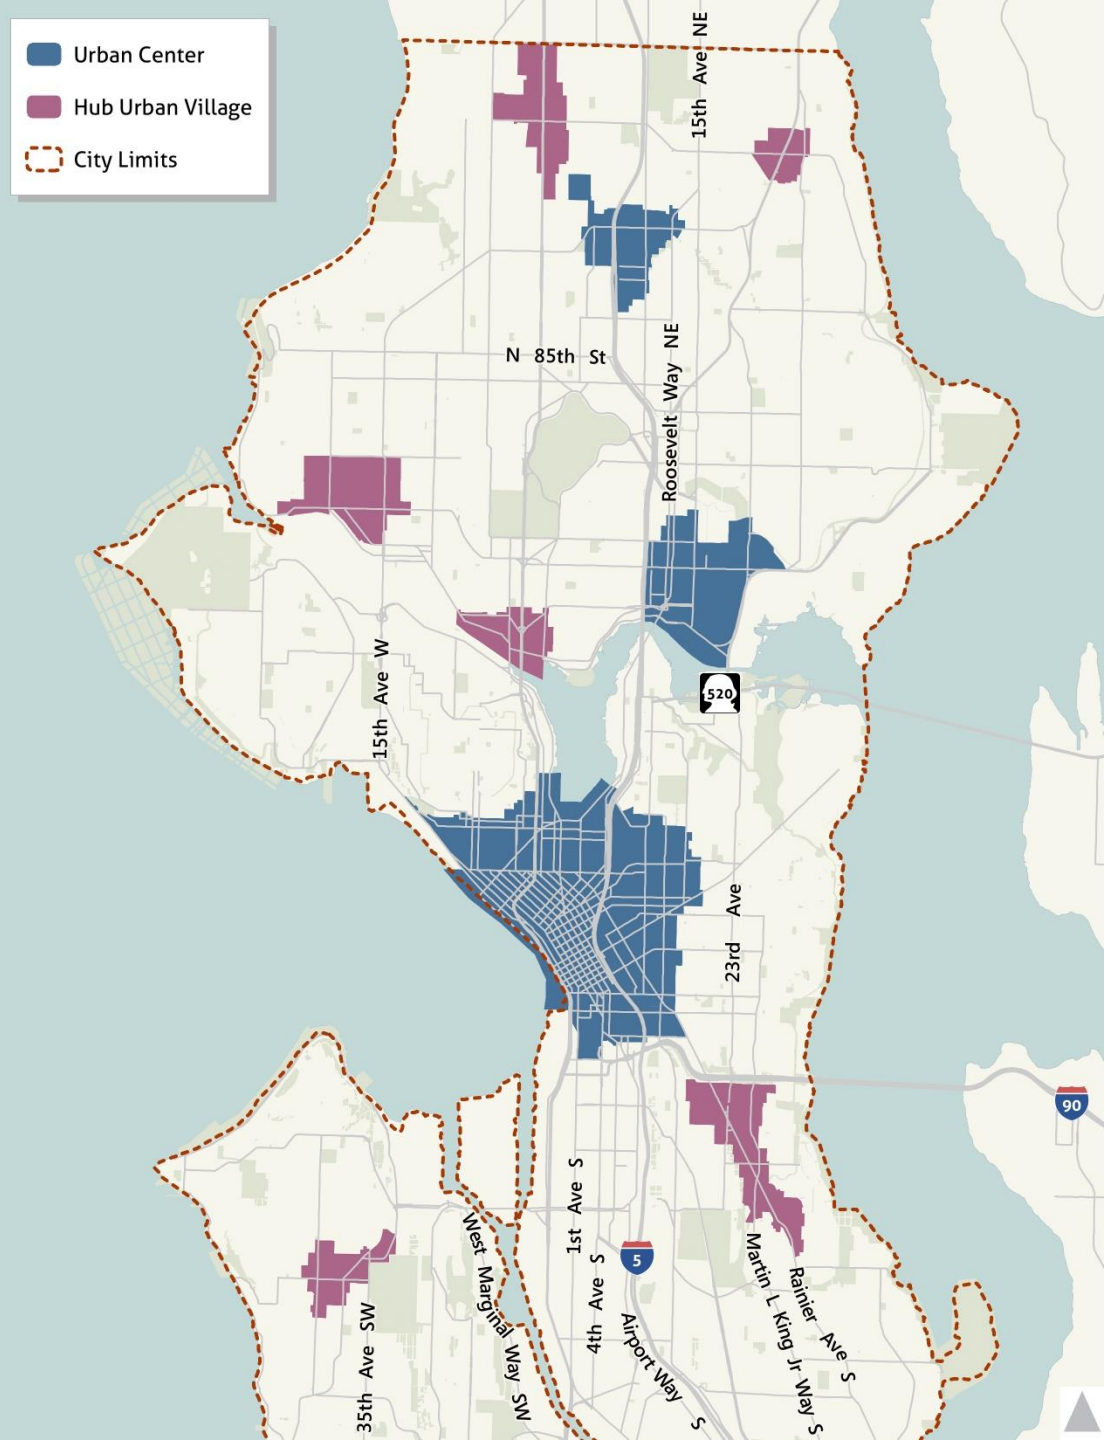 Urban Center
Hub Urban Village
City Limits
15th Ave NE
N 85th St
Roosevelt Way NE
15th Ave W
520
23rd Ave
90
1st Ave S
5
4th Ave S
West Marginal Way SW
Airport Way S
Martin L King Jr Way S
Rainier Ave S
35th Ave SW